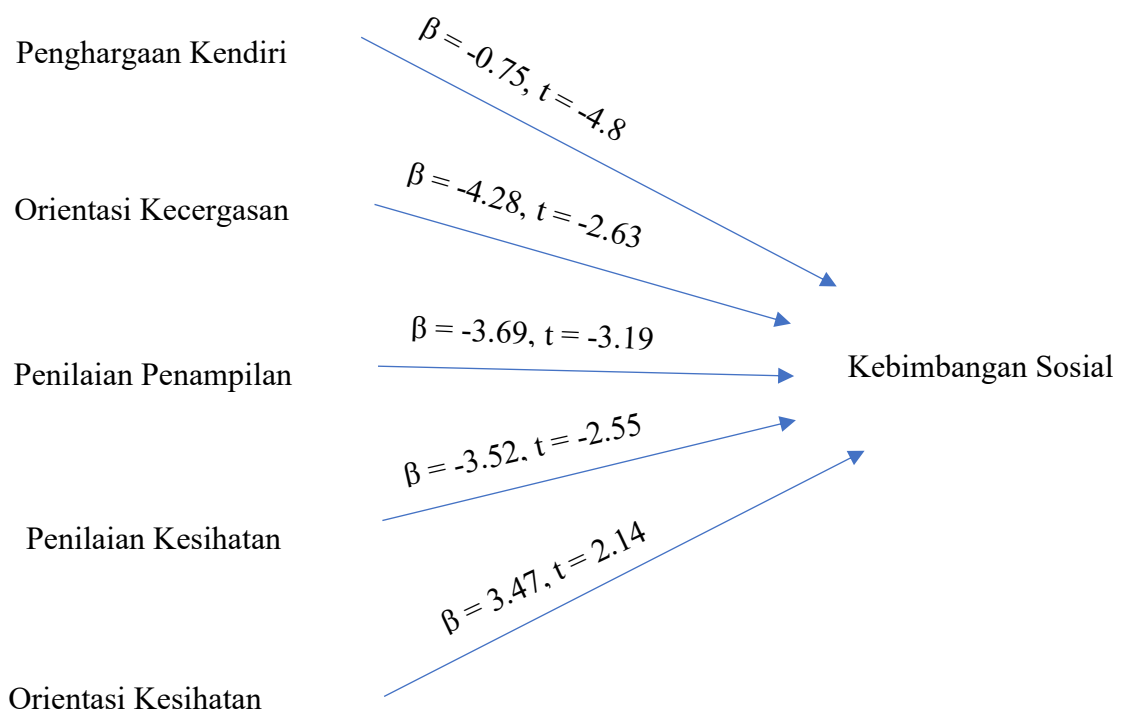 Penghargaan Kendiri
β = -0.75, t = -4.8
Orientasi Kecergasan
β = -4.28, t = -2.63
Penilaian Penampilan
β = -3.69, t = -3.19
Kebimbangan Sosial
Penilaian Kesihatan
β = -3.52, t = -2.55
Orientasi Kesihatan
β = 3.47, t = 2.14